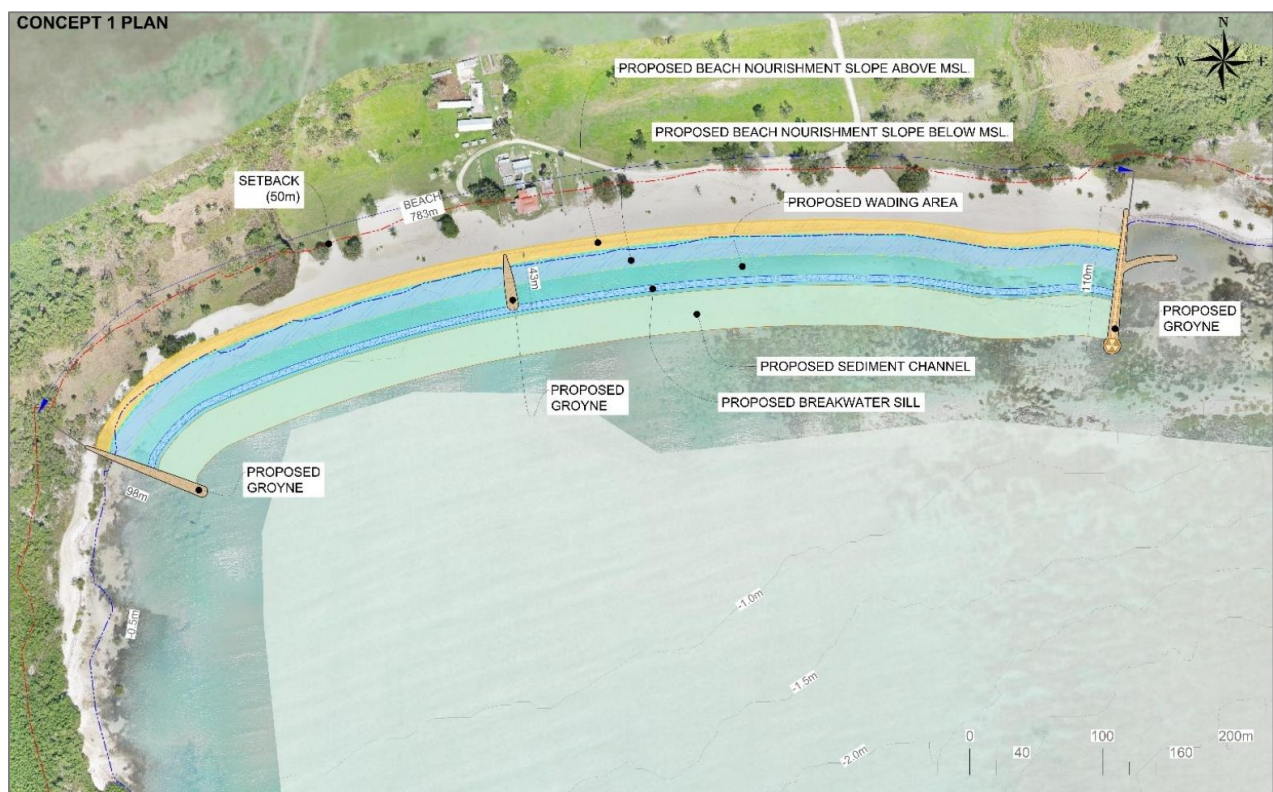 CONCEPT 1 PLAN
N
W
E
S
PROPOSED BEACH NOURISHMENT SLOPE ABOVE MSL.
PROPOSED BEACH NOURISHMENT SLOPE BELOW MSL.
SETBACK
(50m)
BEACH
783m
PROPOSED WADING AREA
43m
110m
PROPOSED
GROYNE
PROPOSED SEDIMENT CHANNEL
PROPOSED
GROYNE
PROPOSED BREAKWATER SILL
PROPOSED
GROYNE
98m
-0.5m
-1.0m
-1.5m
-2.0m
0
100
200m
40
160